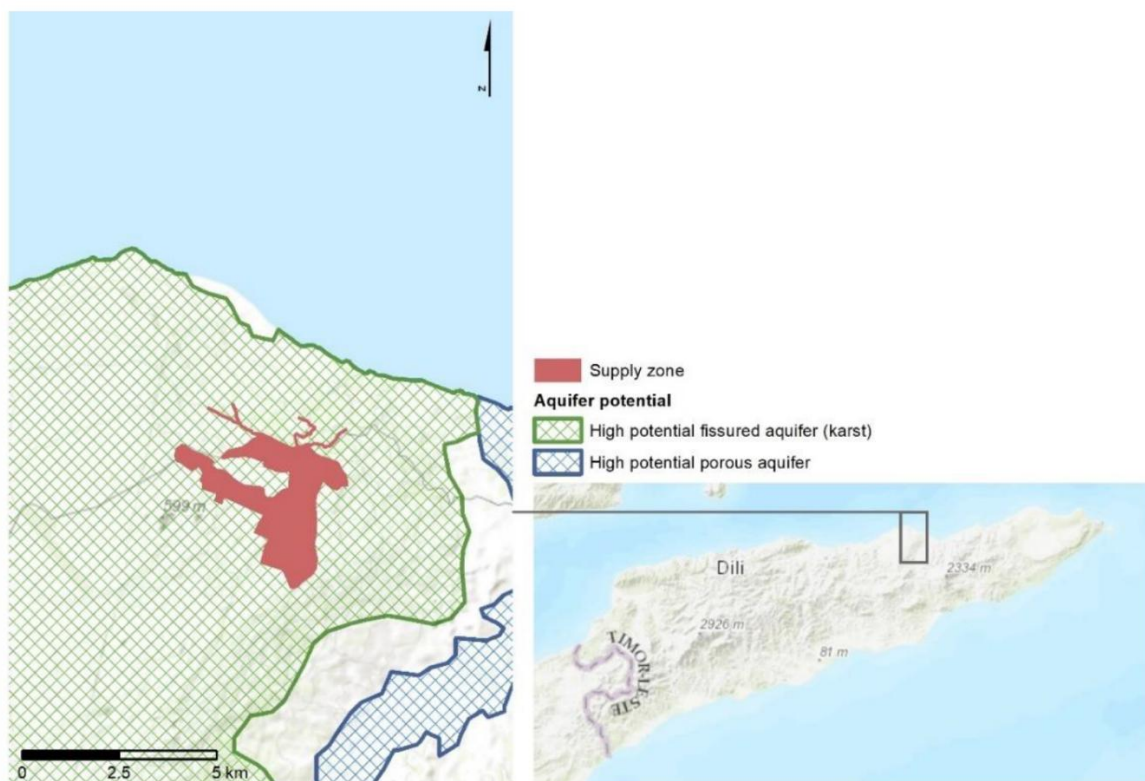 N
Supply zone
Aquifer potential
High potential fissured aquifer (karst)
High potential porous aquifer
599 m
0 2.5 5 km
Dili
2334 m
2926 m
81 m
TIMOR-LESTE